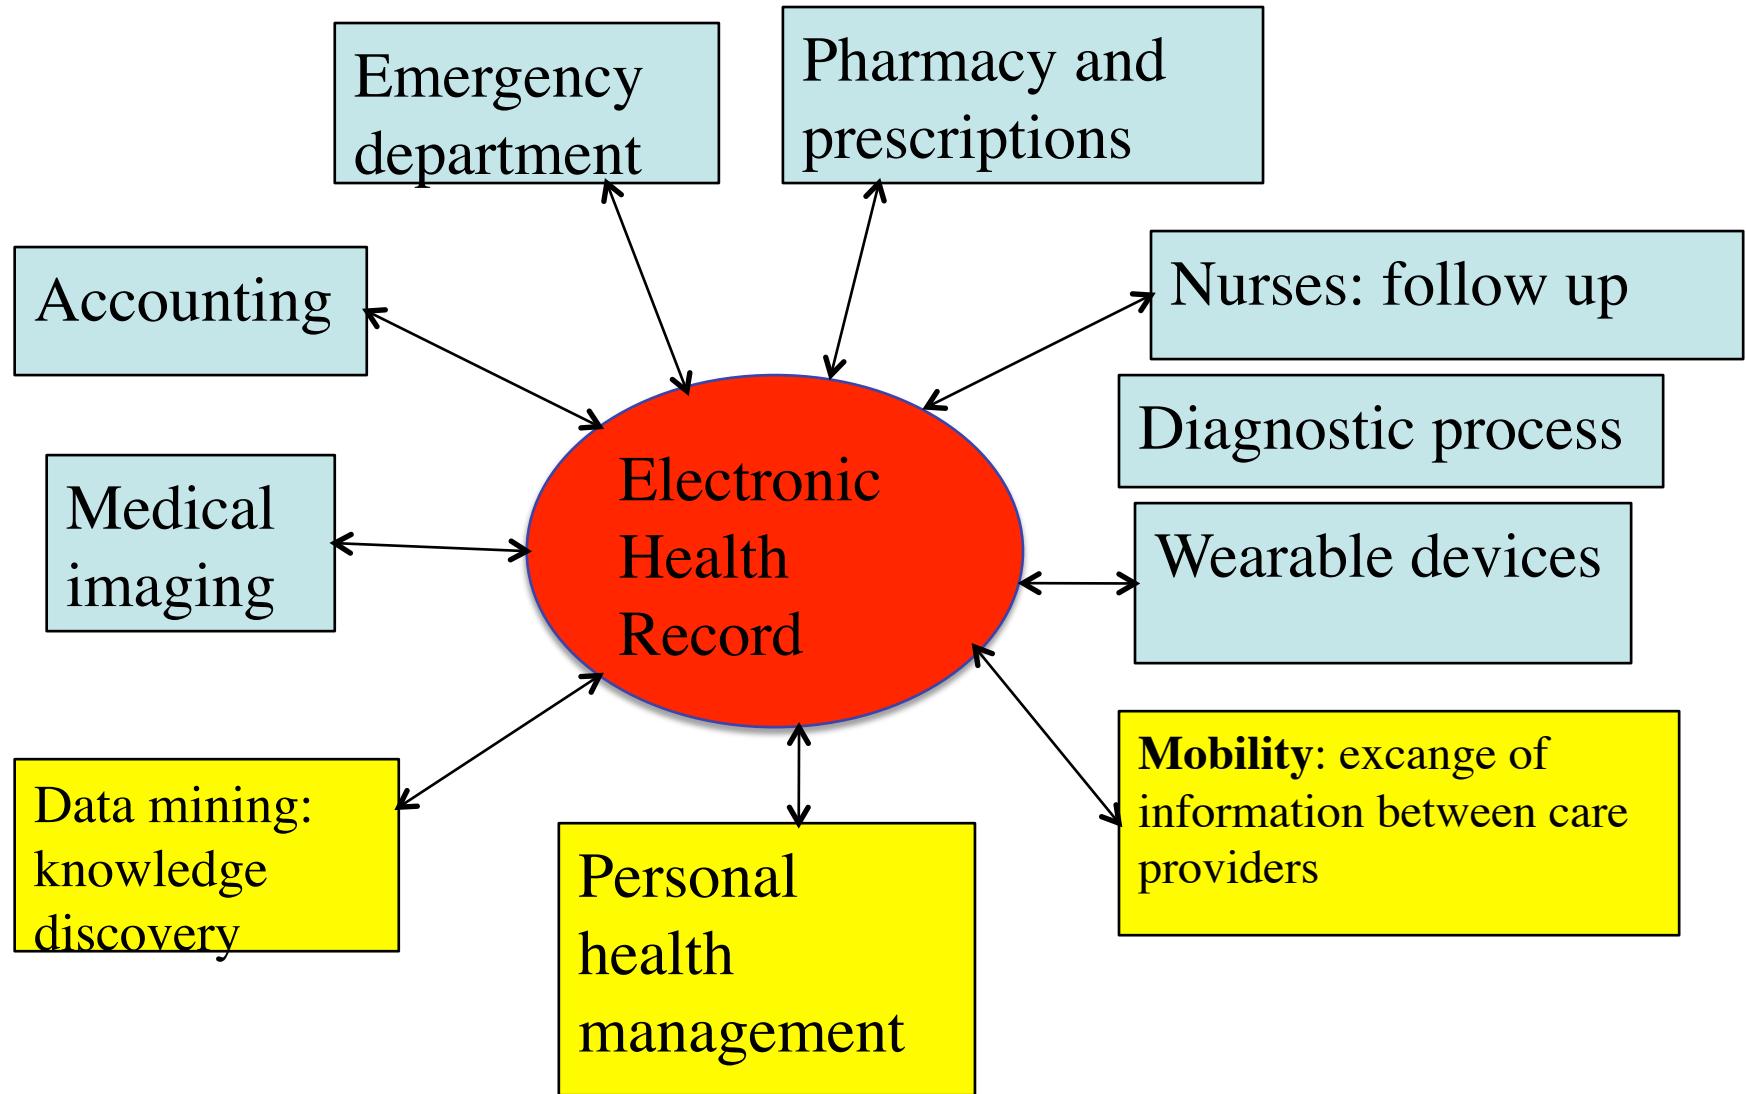 Emergency
department
Pharmacy and
prescriptions
Accounting
Nurses: follow up
Diagnostic process
Medical
imaging
Electronic
Health
Record
Wearable devices
Data mining:
knowledge
discovery
Personal
health
management
Mobility: excange of
information between care
providers